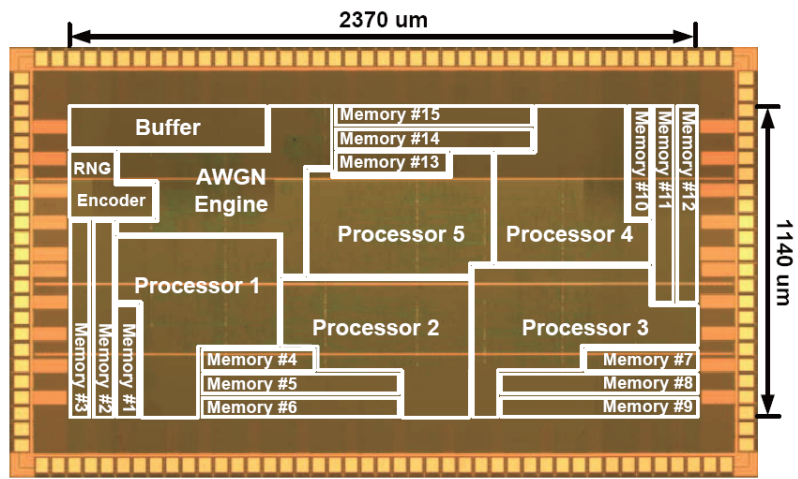 2370 um
Buffer
Memory #15
Memory #14
Memory #13
RNG
Encoder
AWGN
Engine
Memory #10
Memory #11
Memory #12
Processor 5
Processor 4
1140 um
Processor 1
Processor 2
Processor 3
Memory #3
Memory #2
Memory #1
Memory #4
Memory #5
Memory #6
Memory #7
Memory #8
Memory #9